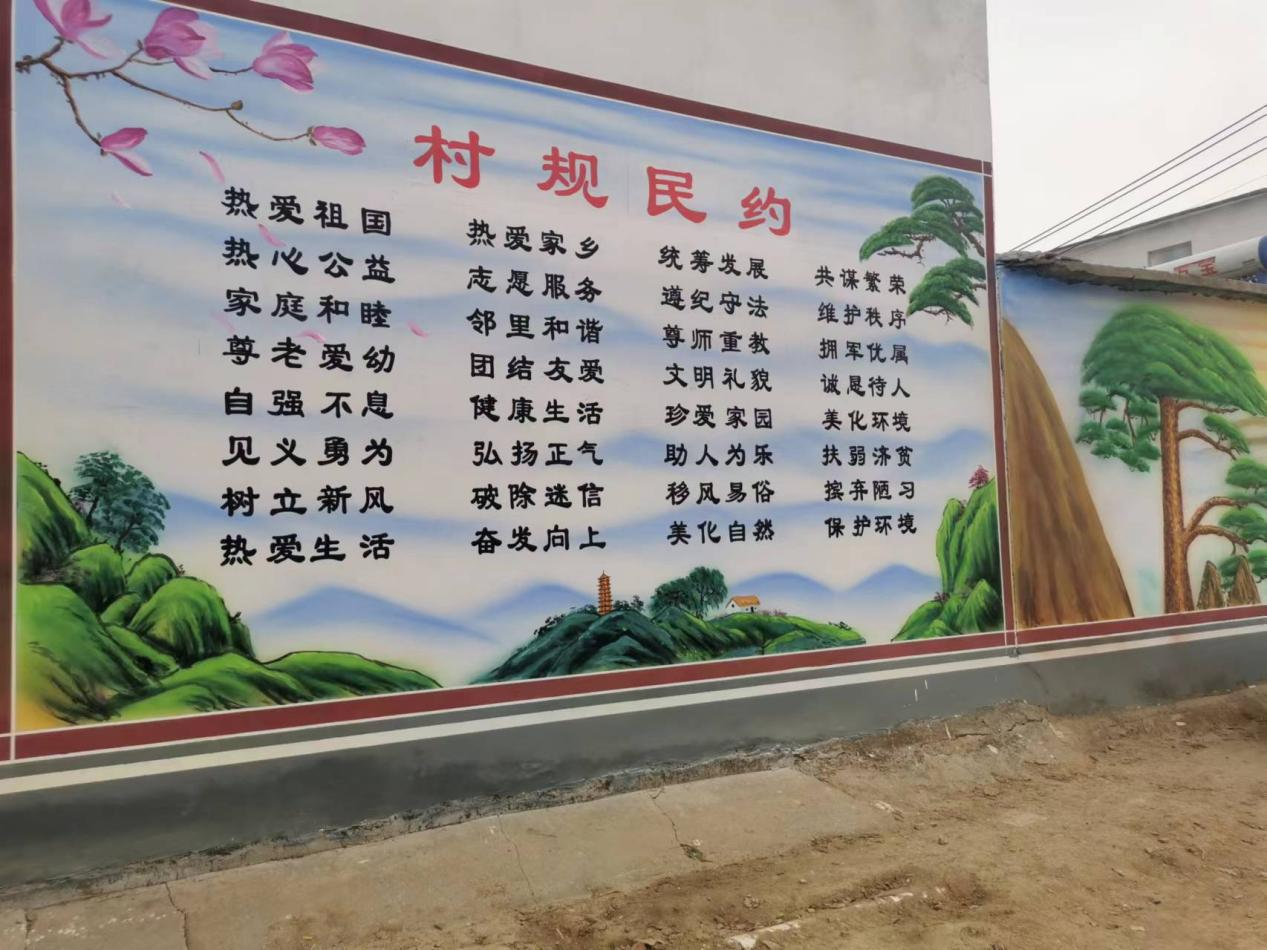 村规民约
热爱祖国 热爱家乡 统筹发展 共谋繁荣
热心公益 志愿服务 遵纪守法 维护秩序
家庭和睦 邻里和谐 尊师重教 拥军优属
尊老爱幼 团结友爱 文明礼貌 诚恳待人
自强不息 健康生活 珍爱家园 美化环境
见义勇为 弘扬正气 助人为乐 扶弱济贫
树立新风 破除迷信 移风易俗 摈弃陋习
热爱生活 奋发向上 美化自然 保护环境